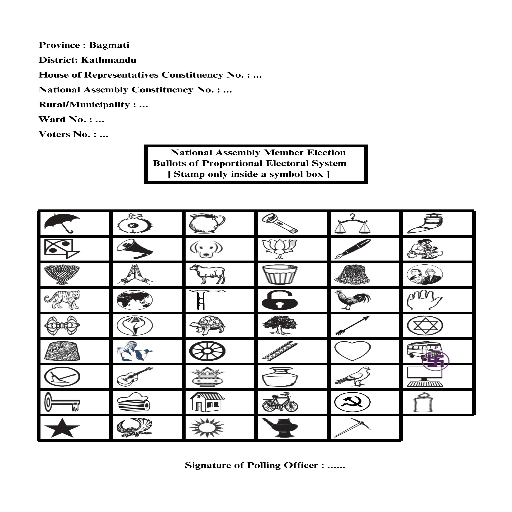 Province : Bagmati
District: Kathmandu
House of Representatives Constituency No. : ...
National Assembly Constituency No. : ...
Rural/Municipality : ...
Ward No. : ...
Voters No. : ...
National Assembly Member Election
Ballots of Proportional Electoral System
[ Stamp only inside a symbol box ]
Signature of Polling Officer : ......